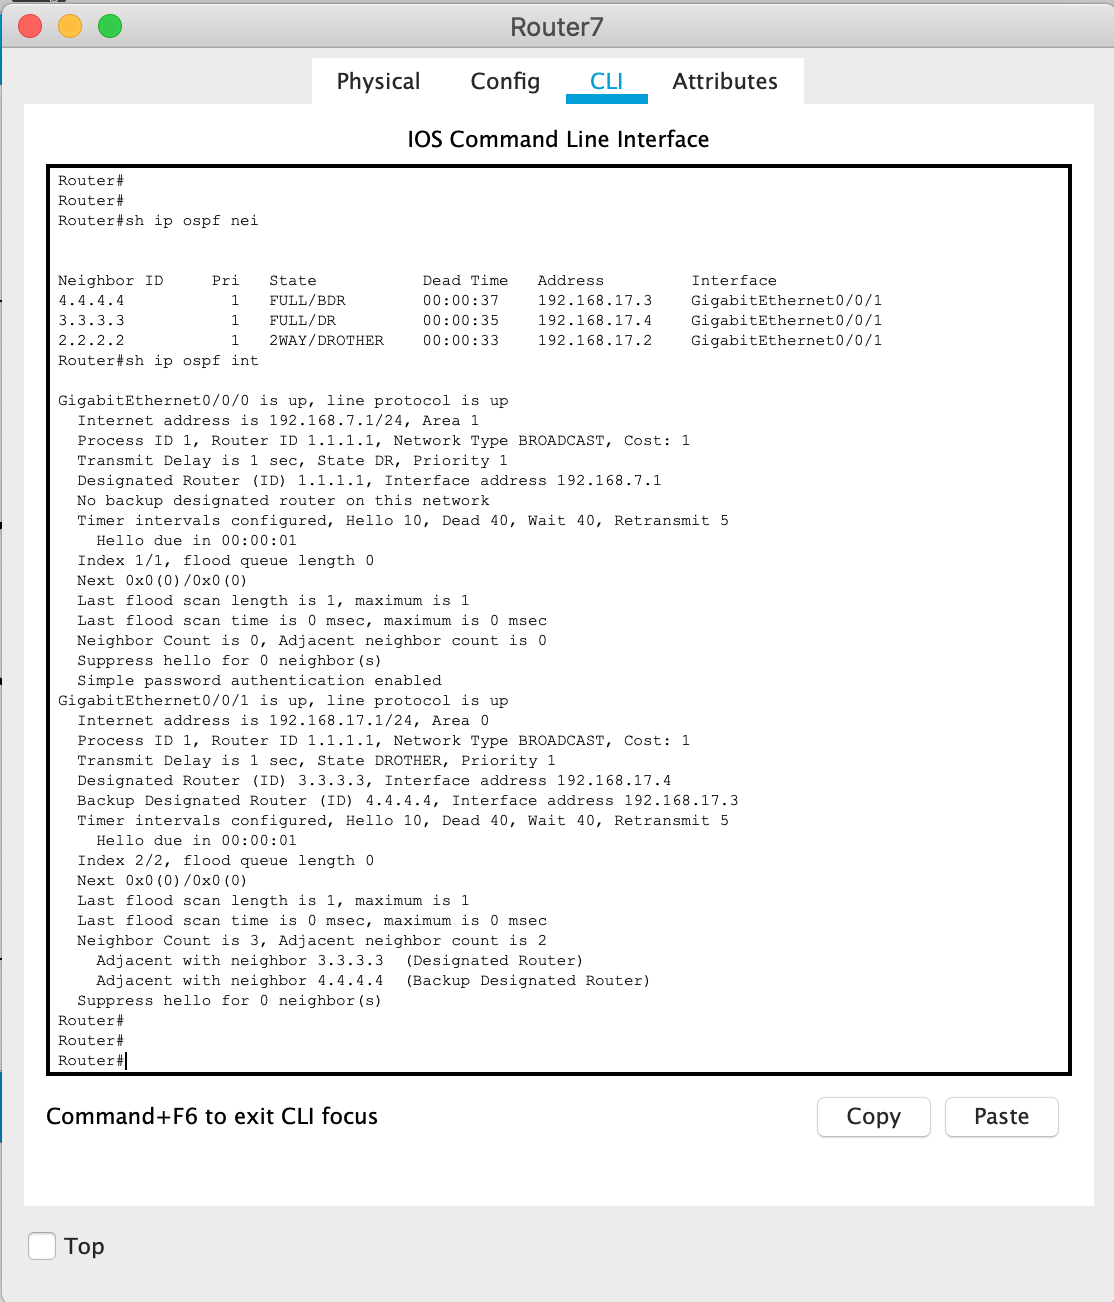 Router7
Physical Config CLI Attributes
IOS Command Line Interface
Router#
Router#
Router#sh ip ospf nei
Neighbor ID     Pri   State           Dead Time   Address         Interface
4.4.4.4           1   FULL/BDR        00:00:37    192.168.17.3    GigabitEthernet0/0/1
3.3.3.3           1   FULL/DR         00:00:35    192.168.17.4    GigabitEthernet0/0/1
2.2.2.2           1   2WAY/DROTHER    00:00:33    192.168.17.2    GigabitEthernet0/0/1
Router#sh ip ospf int
GigabitEthernet0/0/0 is up, line protocol is up
  Internet address is 192.168.7.1/24, Area 1
  Process ID 1, Router ID 1.1.1.1, Network Type BROADCAST, Cost: 1
  Transmit Delay is 1 sec, State DR, Priority 1
  Designated Router (ID) 1.1.1.1, Interface address 192.168.7.1
  No backup designated router on this network
  Timer intervals configured, Hello 10, Dead 40, Wait 40, Retransmit 5
    Hello due in 00:00:01
  Index 1/1, flood queue length 0
  Next 0x0(0)/0x0(0)
  Last flood scan length is 1, maximum is 1
  Last flood scan time is 0 msec, maximum is 0 msec
  Neighbor Count is 0, Adjacent neighbor count is 0
  Suppress hello for 0 neighbor(s)
  Simple password authentication enabled
GigabitEthernet0/0/1 is up, line protocol is up
  Internet address is 192.168.17.1/24, Area 0
  Process ID 1, Router ID 1.1.1.1, Network Type BROADCAST, Cost: 1
  Transmit Delay is 1 sec, State DROTHER, Priority 1
  Designated Router (ID) 3.3.3.3, Interface address 192.168.17.4
  Backup Designated Router (ID) 4.4.4.4, Interface address 192.168.17.3
  Timer intervals configured, Hello 10, Dead 40, Wait 40, Retransmit 5
    Hello due in 00:00:01
  Index 2/2, flood queue length 0
  Next 0x0(0)/0x0(0)
  Last flood scan length is 1, maximum is 1
  Last flood scan time is 0 msec, maximum is 0 msec
  Neighbor Count is 3, Adjacent neighbor count is 2
    Adjacent with neighbor 3.3.3.3  (Designated Router)
    Adjacent with neighbor 4.4.4.4  (Backup Designated Router)
  Suppress hello for 0 neighbor(s)
Router#
Router#
Router#
Command+F6 to exit CLI focus Copy Paste
Top